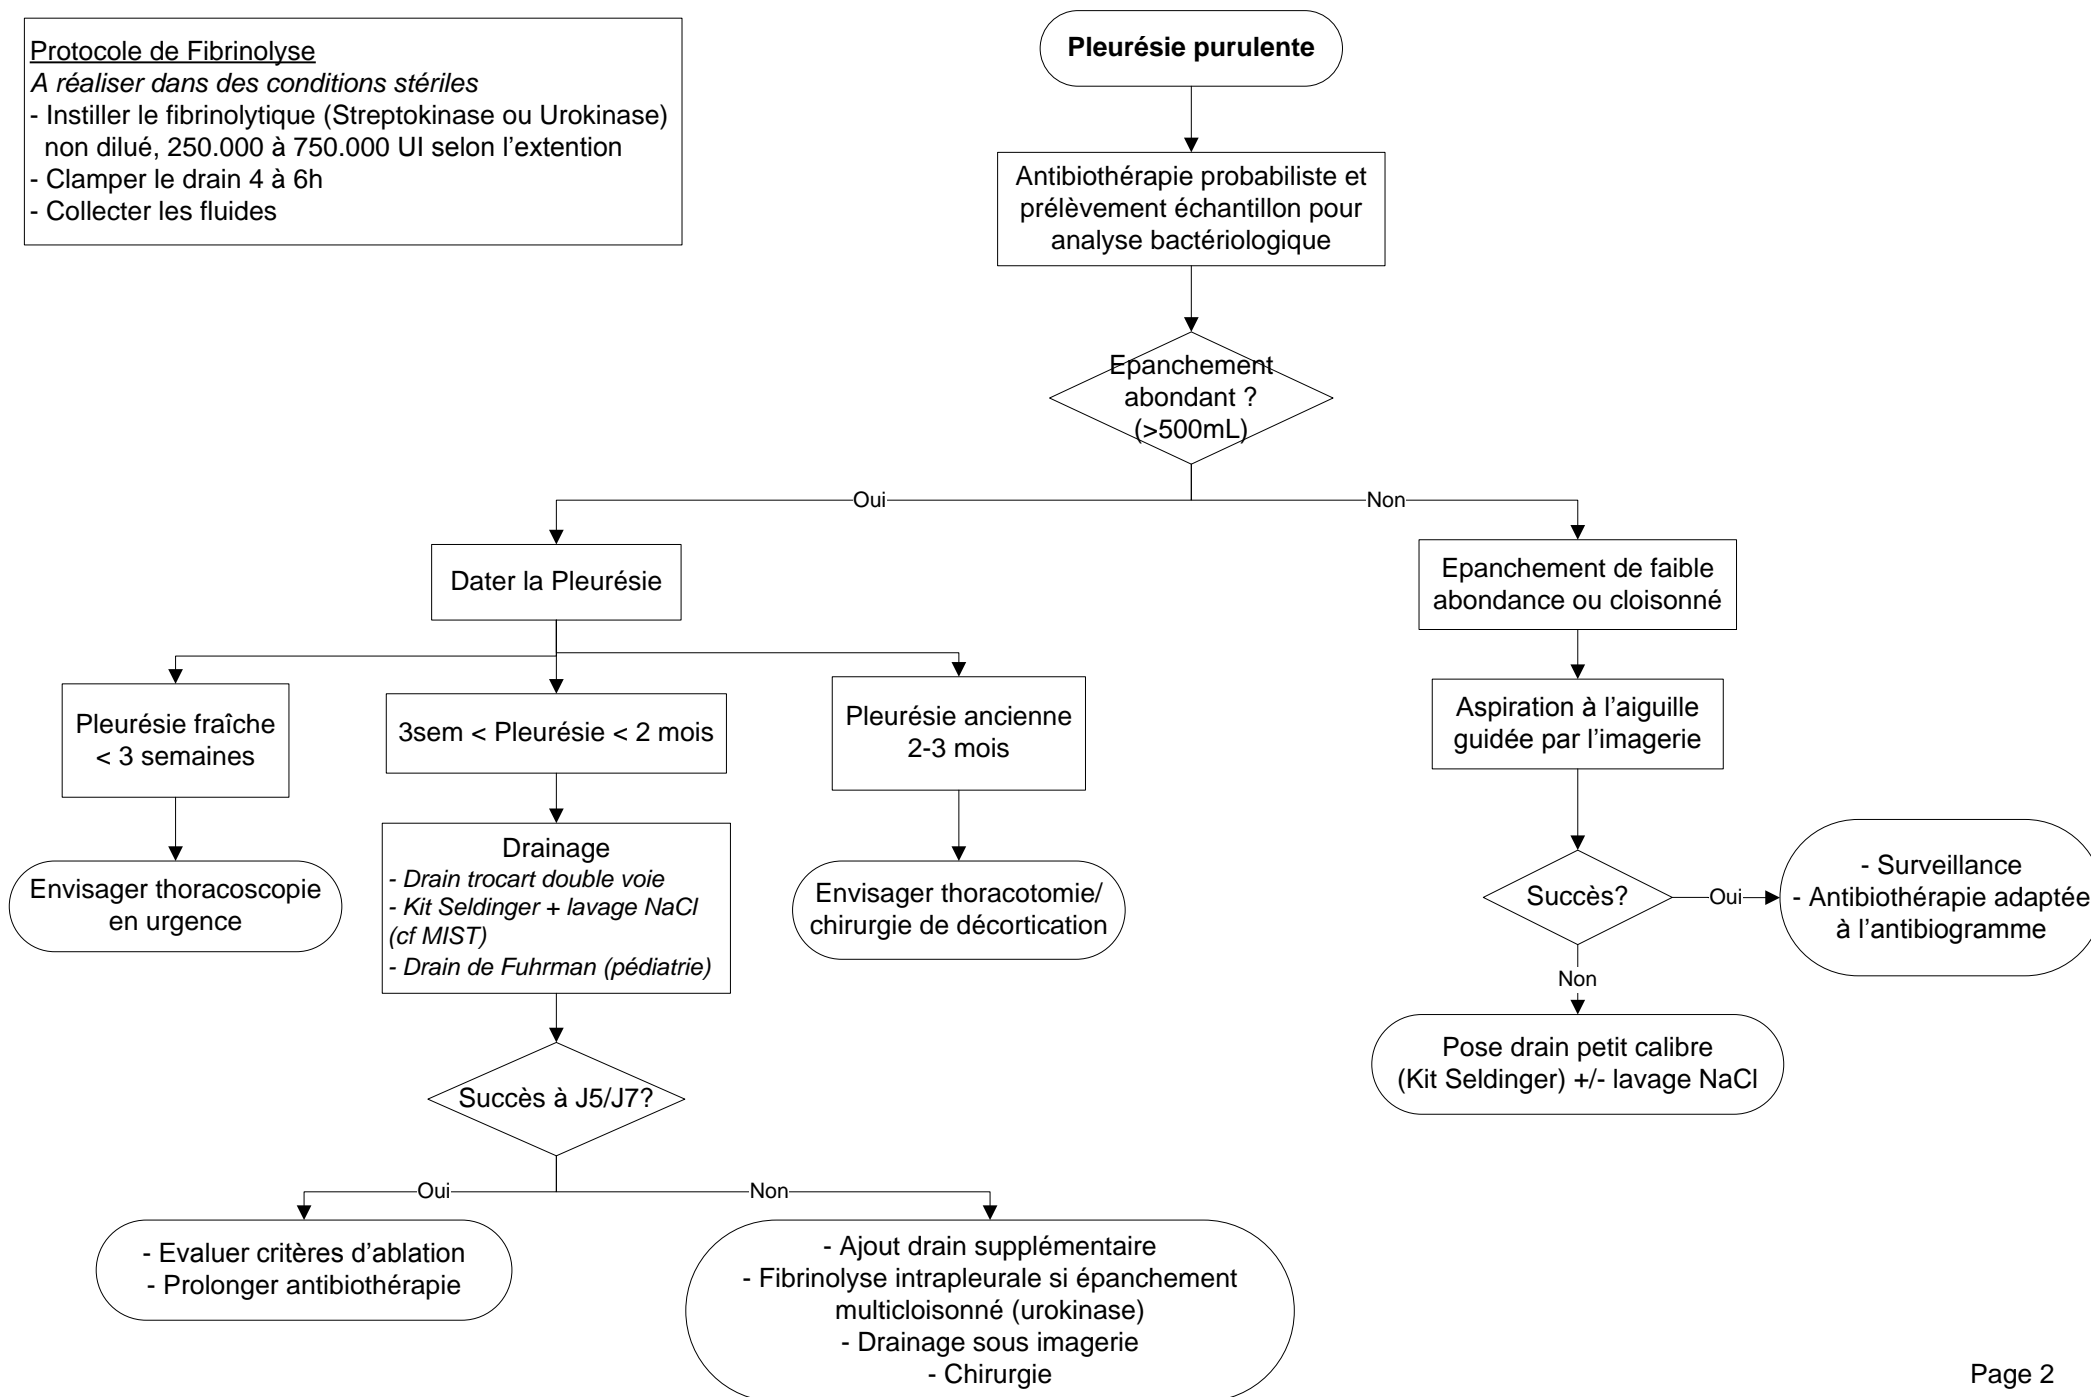 Protocole de Fibrinolyse
A réaliser dans des conditions stériles
- Instiller le fibrinolytique (Streptokinase ou Urokinase)
non dilué, 250.000 à 750.000 UI selon l’extention
- Clamper le drain 4 à 6h
- Collecter les fluides
Pleurésie purulente
Antibiothérapie probabiliste et
prélèvement échantillon pour
analyse bactériologique
Epanchement
abondant ?
(>500mL)
Oui
Non
Dater la Pleurésie
Epanchement de faible
abondance ou cloisonné
Pleurésie fraîche
< 3 semaines
3sem < Pleurésie < 2 mois
Pleurésie ancienne
2-3 mois
Aspiration à l’aiguille
guidée par l’imagerie
Envisager thoracoscopie
en urgence
Drainage
- Drain trocart double voie
- Kit Seldinger + lavage NaCl
(cf MIST)
- Drain de Fuhrman (pédiatrie)
Envisager thoracotomie/
chirurgie de décortication
Succès?
Oui
- Surveillance
- Antibiothérapie adaptée
à l’antibiogramme
Non
Pose drain petit calibre
(Kit Seldinger) +/- lavage NaCl
Succès à J5/J7?
Oui
Non
- Evaluer critères d’ablation
- Prolonger antibiothérapie
- Ajout drain supplémentaire
- Fibrinolyse intrapleurale si épanchement
multicloisonné (urokinase)
- Drainage sous imagerie
- Chirurgie
Page 2